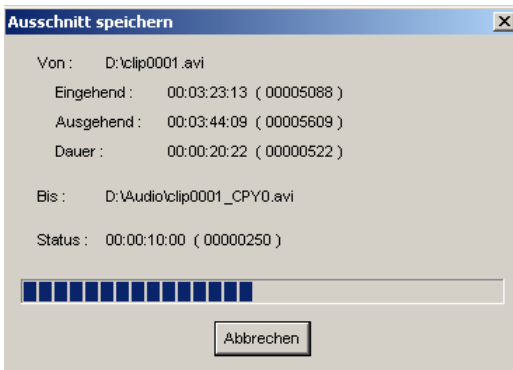 Ausschnitt speichern
Von : D:\clip0001.avi
Eingehend : 00:03:23:13 ( 00005088 )
Ausgehend : 00:03:44:09 ( 00005609 )
Dauer : 00:00:20:22 ( 00000522 )
Bis : D:\Audio\clip0001_CPY0.avi
Status : 00:00:10:00 ( 00000250 )
Abbrechen